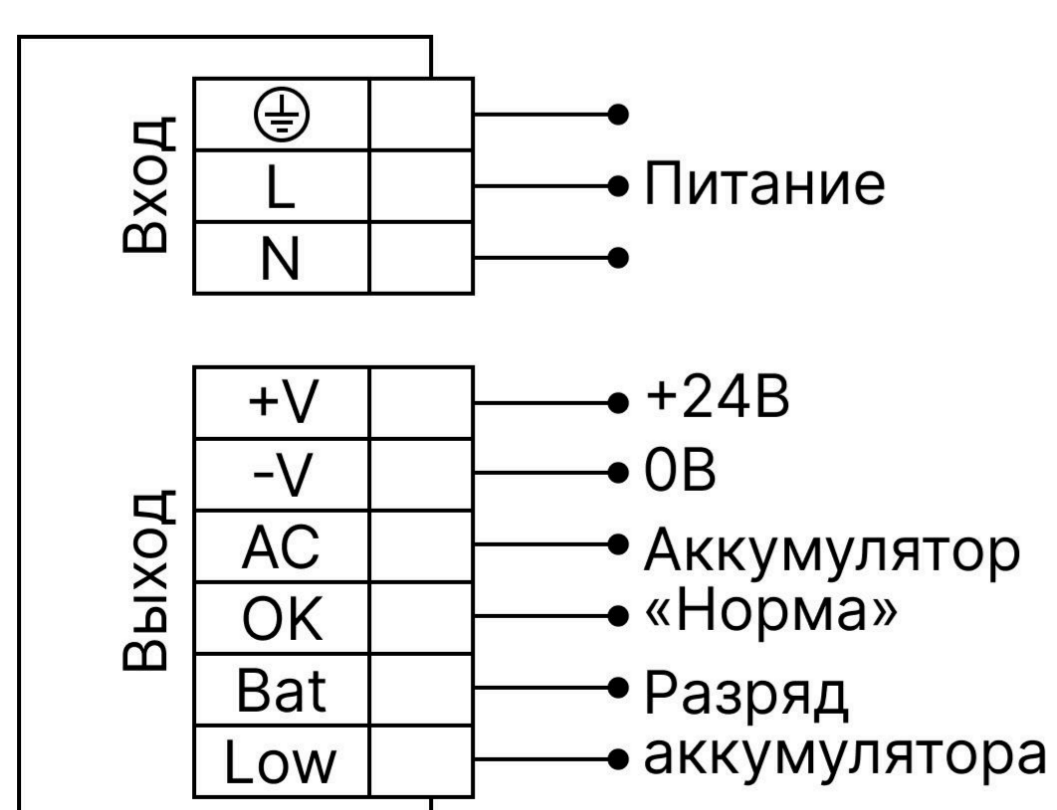 Вход
L
Питание
N
Выход
+V
+24В
-V
0В
AC
Аккумулятор
OK
«Норма»
Bat
Разряд
Low
аккумулятора